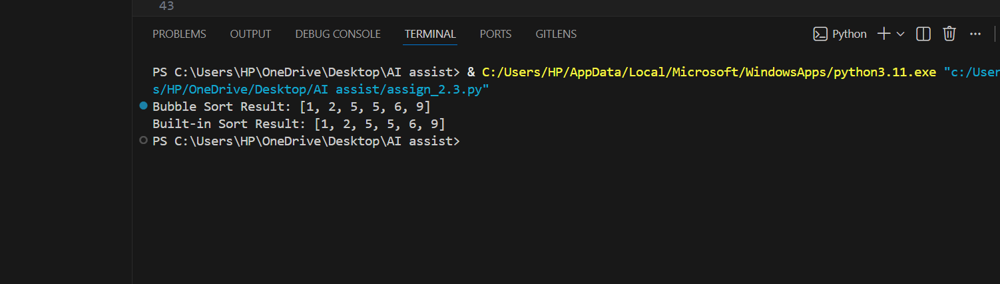 43
PROBLEMS OUTPUT DEBUG CONSOLE TERMINAL PORTS GITLENS Python
PS C:\Users\HP\OneDrive\Desktop\AI assist> & C:/Users/HP/AppData/Local/Microsoft/WindowsApps/python3.11.exe "c:/User
s/HP/OneDrive/Desktop/AI assist/assign_2.3.py"
Bubble Sort Result: [1, 2, 5, 5, 6, 9]
Built-in Sort Result: [1, 2, 5, 5, 6, 9]
PS C:\Users\HP\OneDrive\Desktop\AI assist>